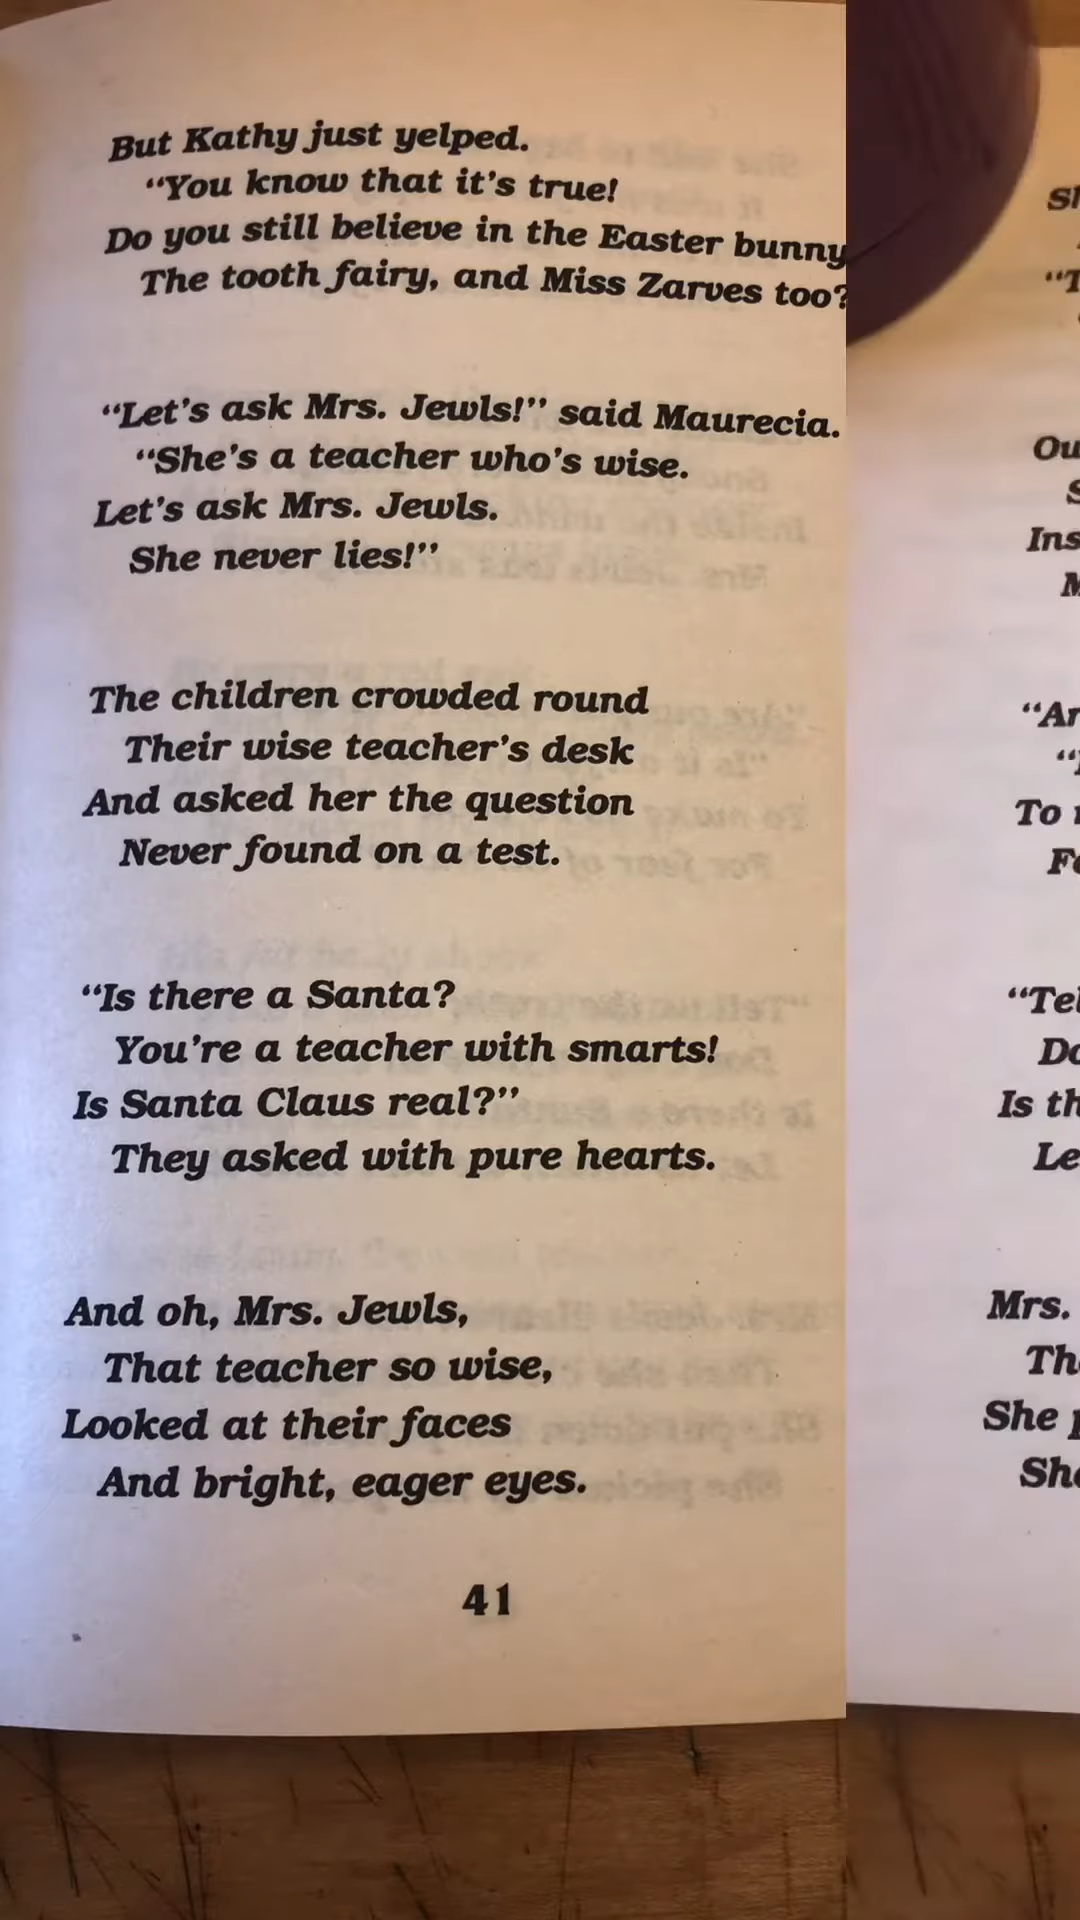 But Kathy just yelped.
"You know that it's true!
Do you still believe in the Easter bunny
The tooth fairy, and Miss Zarves too?
"Let's ask Mrs. Jewls!" said Maurecia.
"She's a teacher who's wise.
Let's ask Mrs. Jewls.
She never lies!"
The children crowded round
Their wise teacher's desk
And asked her the question
Never found on a test.
"Is there a Santa?
You're a teacher with smarts!
Is Santa Claus real?"
They asked with pure hearts.
And oh, Mrs. Jewls,
That teacher so wise,
Looked at their faces
And bright, eager eyes.
41
Mrs.
She